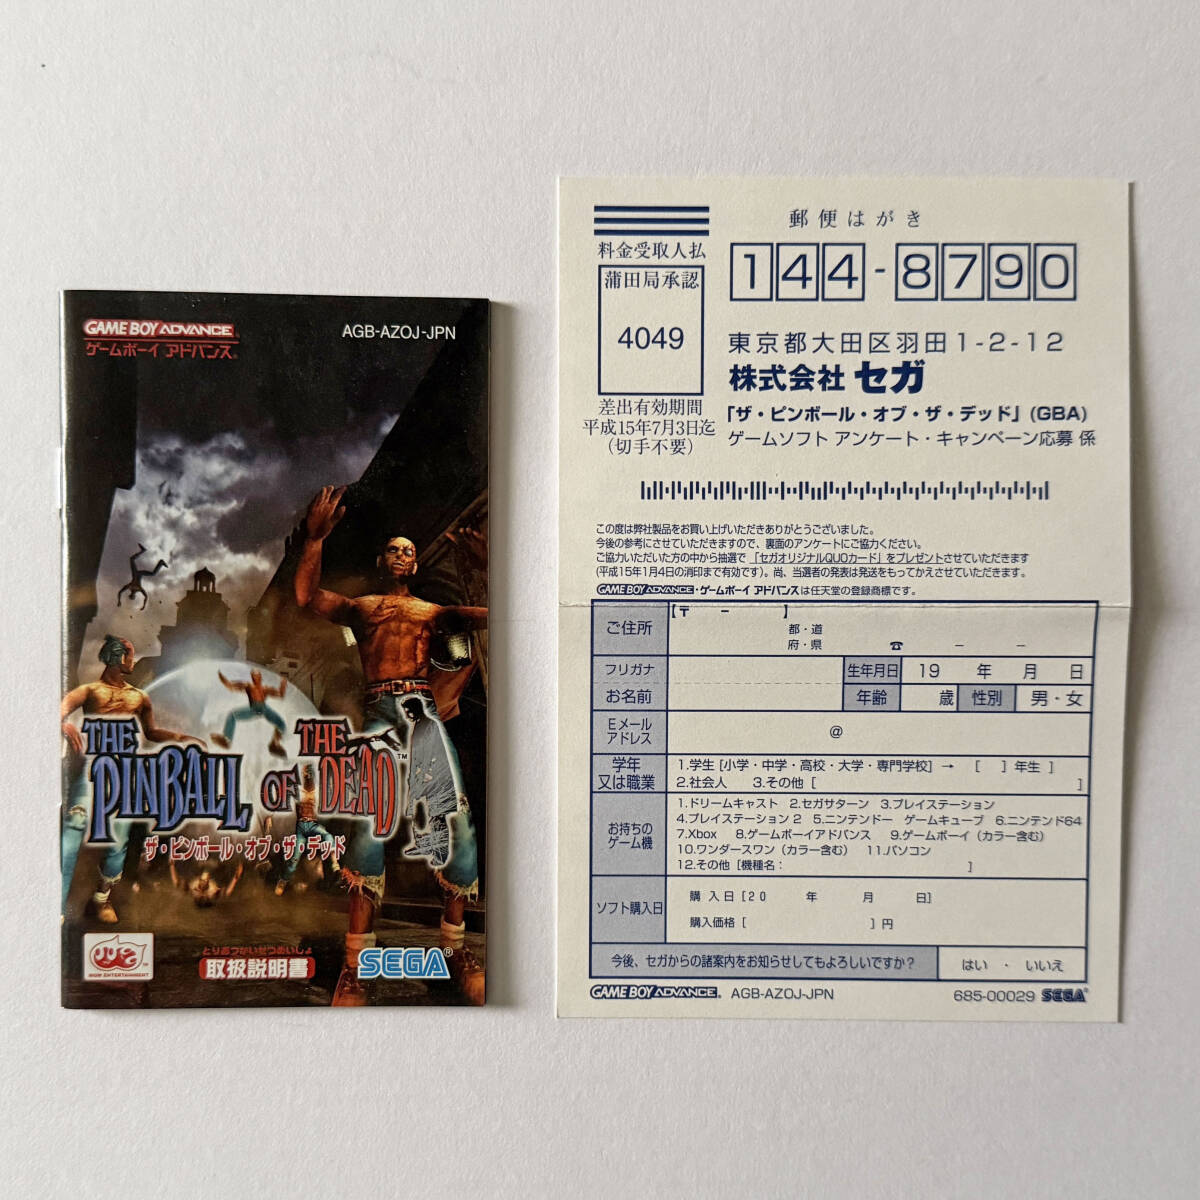 GAME BOY ADVANCE
ゲームボーイ アドバンス
AGB-AZOJ-JPN
THE PINBALL OF THE DEAD™
ザ・ピンボール・オブ・ザ・デッド
WOW ENTERTAINMENT
とりあつかいせつめいしょ
取扱説明書
SEGA®
郵便はがき
料金受取人払
蒲田局承認
4049
差出有効期間
平成15年7月3日迄
(切手不要)
144-8790
東京都大田区羽田1-2-12
株式会社 セガ
「ザ・ピンボール・オブ・ザ・デッド」(GBA)
ゲームソフト アンケート・キャンペーン応募 係
この度は弊社製品をお買い上げいただきありがとうございました。
今後の参考にさせていただきますので、裏面のアンケートにご協力ください。
ご協力いただいた方の中から抽選で「セガオリジナルQUOカード」をプレゼントさせていただきます
(平成15年1月4日の消印まで有効です)。尚、当選者の発表は発送をもってかえさせていただきます。
GAME BOY ADVANCE・ゲームボーイ アドバンスは任天堂の登録商標です。
ご住所
【〒 － 】
都・道
府・県
☎ － －
フリガナ
お名前
生年月日 19 年 月 日
年齢 歳 性別 男・女
Eメール
アドレス
@
学年
又は職業
1.学生 [小学・中学・高校・大学・専門学校] → [ ] 年生 ]
2.社会人 3.その他 [ ]
お持ちの
ゲーム機
1.ドリームキャスト 2.セガサターン 3.プレイステーション
4.プレイステーション2 5.ニンテンドー ゲームキューブ 6.ニンテンド64
7.Xbox 8.ゲームボーイアドバンス 9.ゲームボーイ（カラー含む）
10.ワンダースワン（カラー含む） 11.パソコン
12.その他 [機種名： ]
ソフト購入日
購入日 [20 年 月 日]
購入価格 [ ] 円
今後、セガからの諸案内をお知らせしてもよろしいですか？
はい ・ いいえ
GAME BOY ADVANCE. AGB-AZOJ-JPN
685-00029 SEGA®